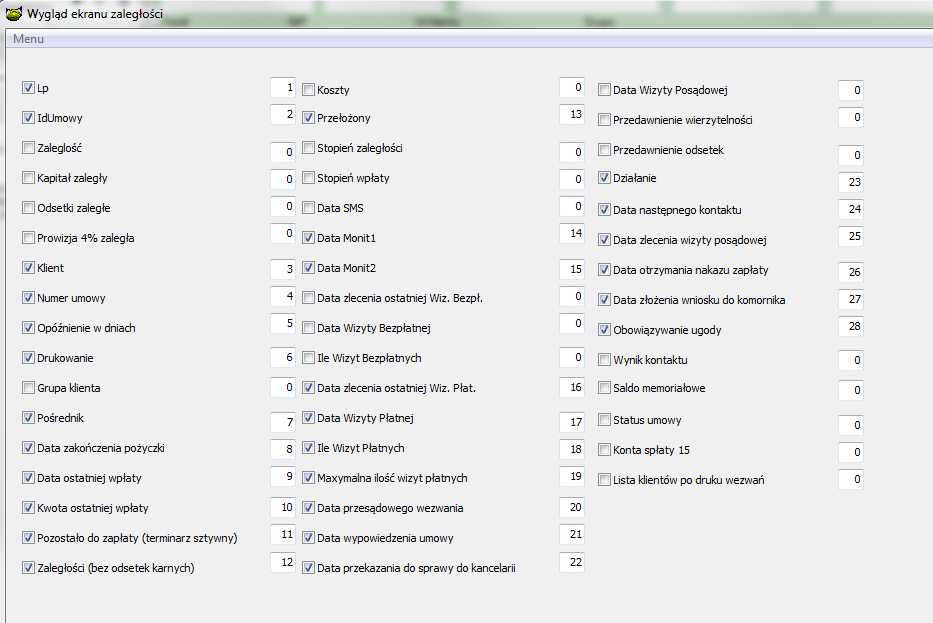 Wygląd ekranu zaległości
Menu
Lp 1
IdUmowy 2
Zaleglość 0
Kapitał zaległy 0
Odsetki zaległe 0
Prowizja 4% zaległa 0
Klient 3
Numer umowy 4
Opóźnienie w dniach 5
Drukowanie 6
Grupa klienta 0
Pośrednik 7
Data zakończenia pożyczki 8
Data ostatniej wpłaty 9
Kwota ostatniej wpłaty 10
Pozostało do zapłaty (terminarz sztywny) 11
Zaległości (bez odsetek karnych) 12
Koszty 0
Przełożony 13
Stopień zaległości 0
Stopień wpłaty 0
Data SMS 0
Data Monit1 14
Data Monit2 15
Data zlecenia ostatniej Wiz. Bezpł. 0
Data Wizyty Bezpłatnej 0
Ile Wizyt Bezpłatnych 0
Data zlecenia ostatniej Wiz. Płat. 16
Data Wizyty Płatnej 17
Ile Wizyt Płatnych 18
Maxymalna ilość wizyt płatnych 19
Data przesądowego wezwania 20
Data wypowiedzenia umowy 21
Data przekazania do sprawy do kancelarii 22
Data Wizyty Posądowej 0
Przedawnienie wierzytelności 0
Przedawnienie odsetek 0
Działanie 23
Data następnego kontaktu 24
Data zlecenia wizyty posądowej 25
Data otrzymania nakazu zapłaty 26
Data złożenia wniosku do komornika 27
Obowiązywanie ugody 28
Wynik kontaktu 0
Saldo memoriałowe 0
Status umowy 0
Konta spłaty 15 0
Lista klientów po druku wezwań 0